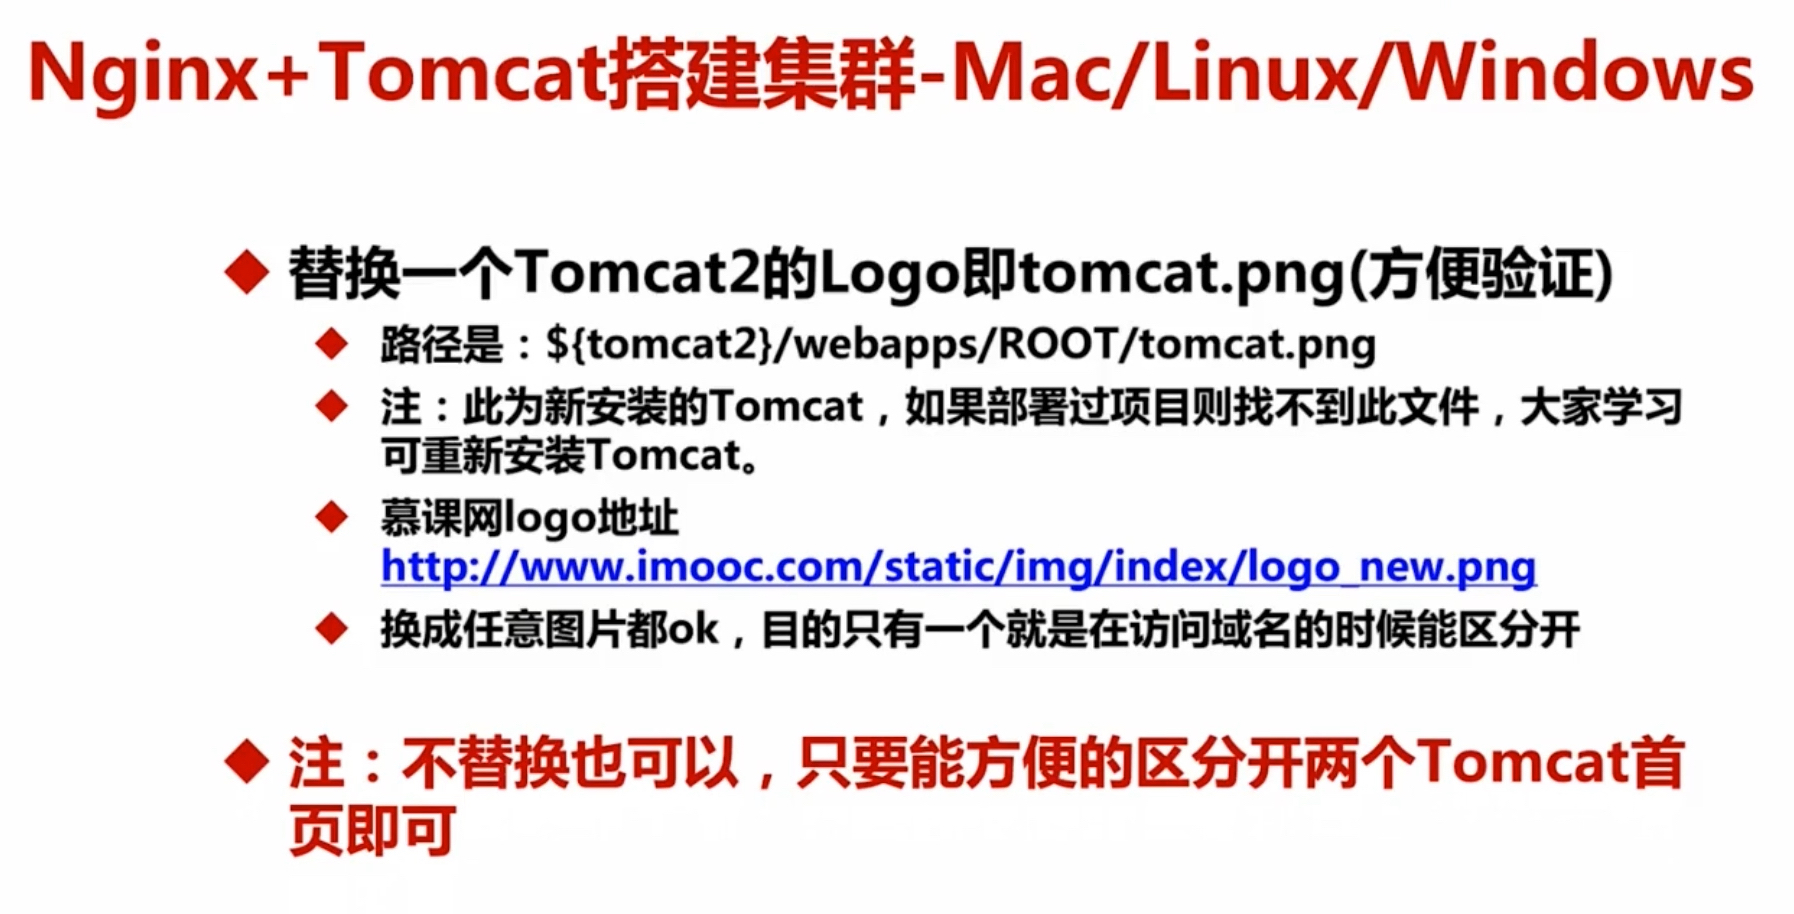 Nginx+Tomcat搭建集群-Mac/Linux/Windows
替换一个Tomcat2的Logo即tomcat.png(方便验证)
路径是：${tomcat2}/webapps/ROOT/tomcat.png
注：此为新安装的Tomcat，如果部署过项目则找不到此文件，大家学习
可重新安装Tomcat。
慕课网logo地址
http://www.imooc.com/static/img/index/logo_new.png
换成任意图片都ok，目的只有一个就是在访问域名的时候能区分开
注：不替换也可以，只要能方便的区分开两个Tomcat首
页即可